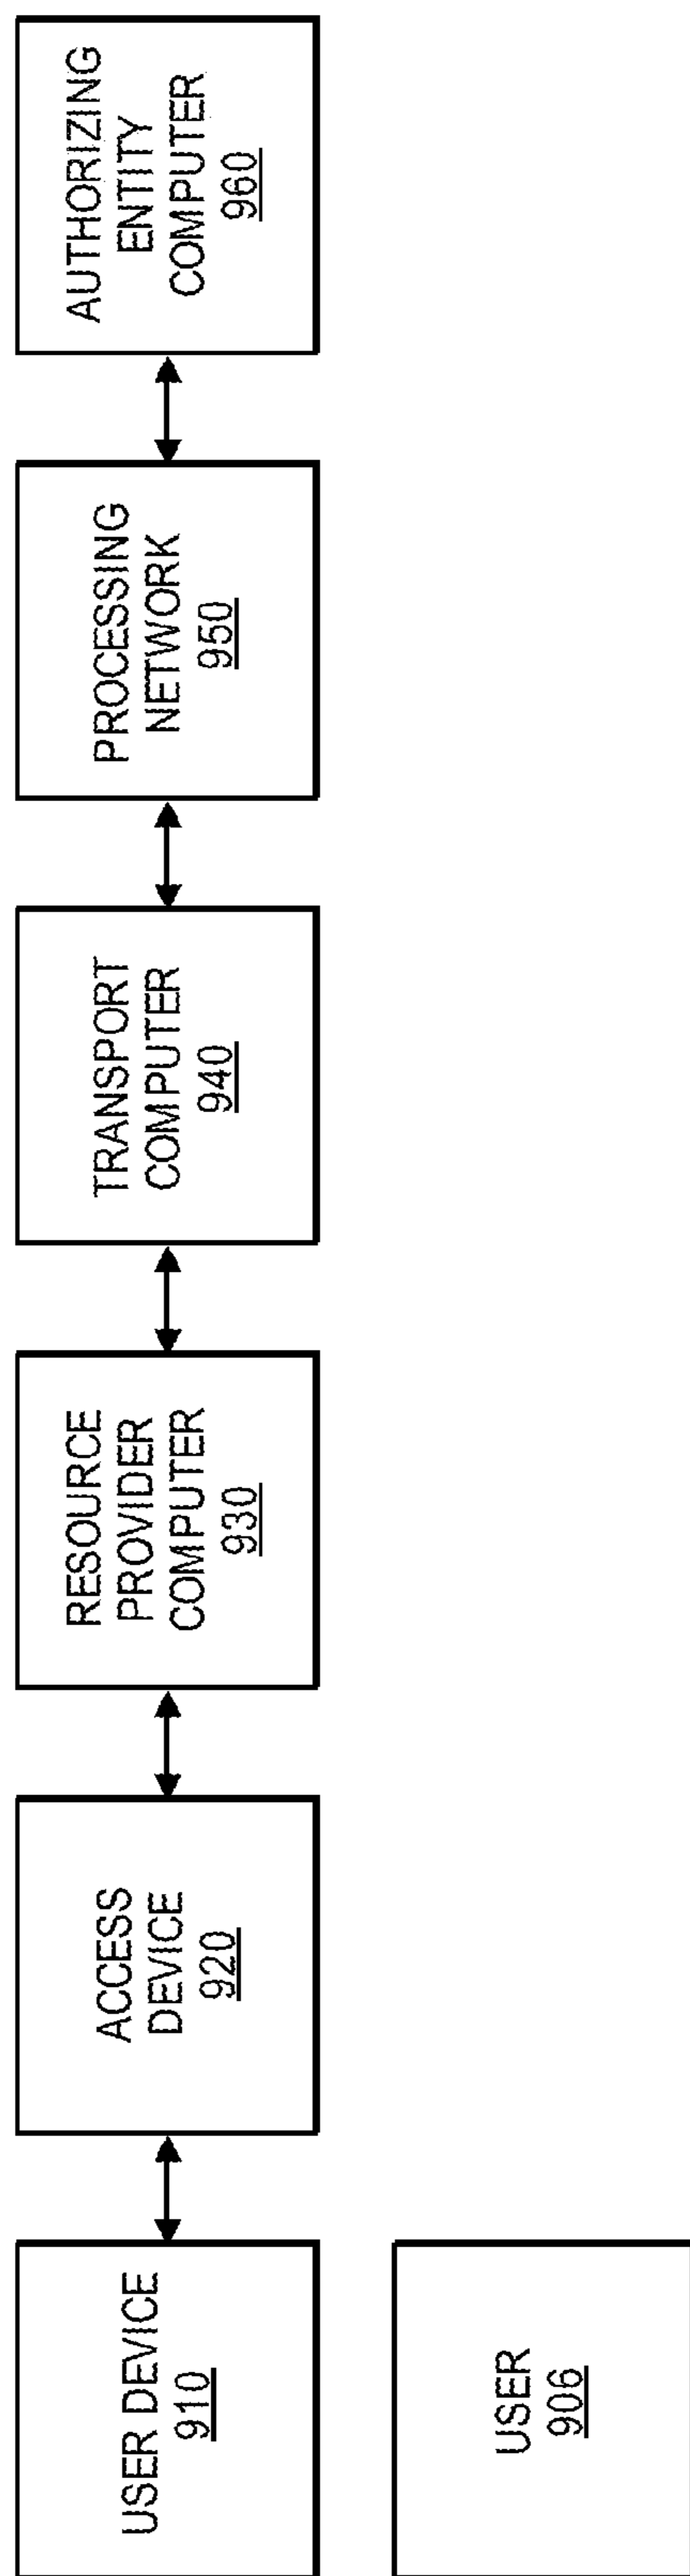 USER DEVICE
910
ACCESS
DEVICE
920
RESOURCE
PROVIDER
COMPUTER
930
TRANSPORT
COMPUTER
940
PROCESSING
NETWORK
950
AUTHORIZING
ENTITY
COMPUTER
960
USER
906